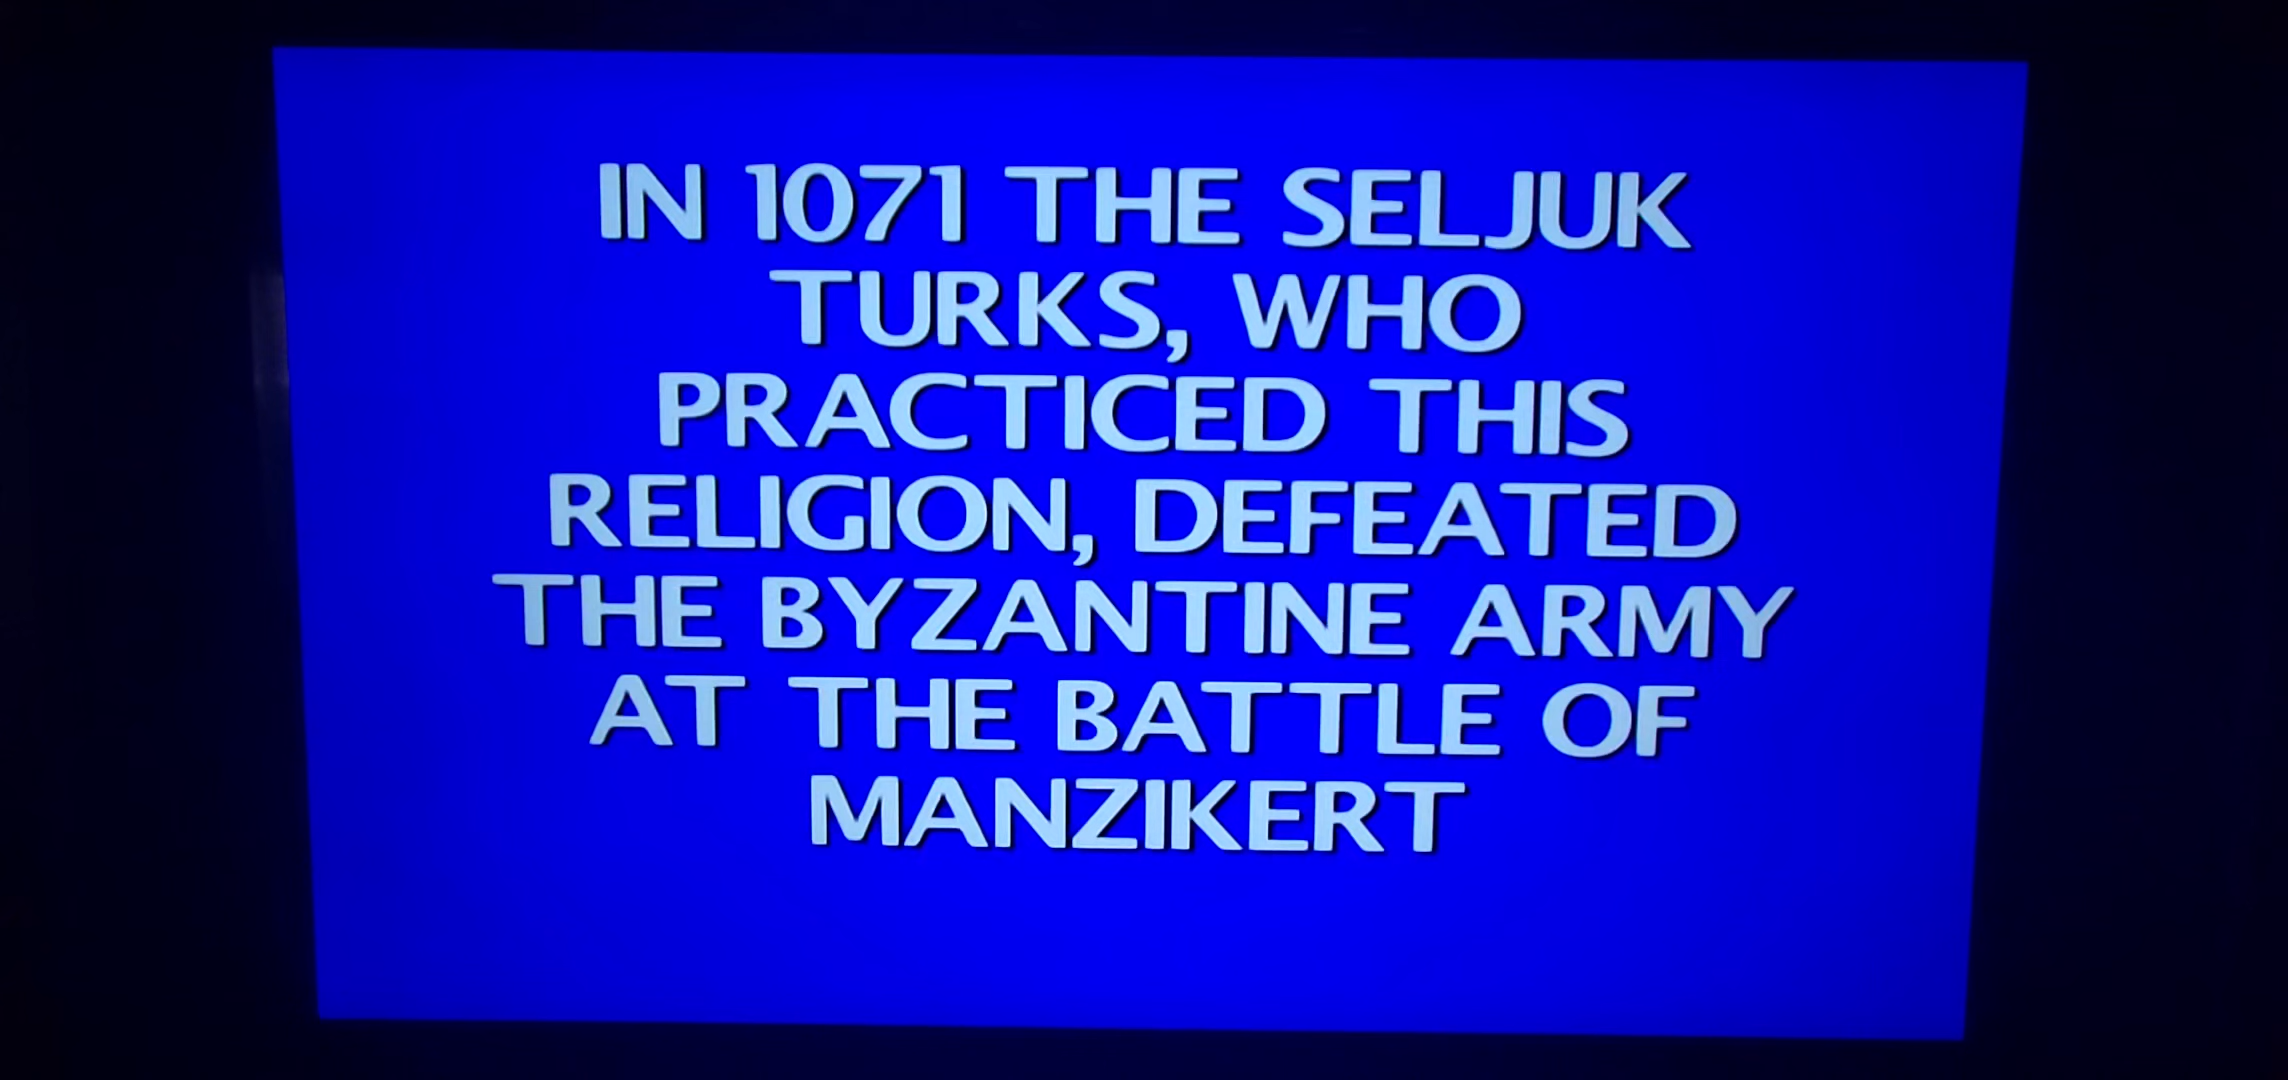 IN 1071 THE SELJUK
TURKS, WHO
PRACTICED THIS
RELIGION, DEFEATED
THE BYZANTINE ARMY
AT THE BATTLE OF
MANZIKERT